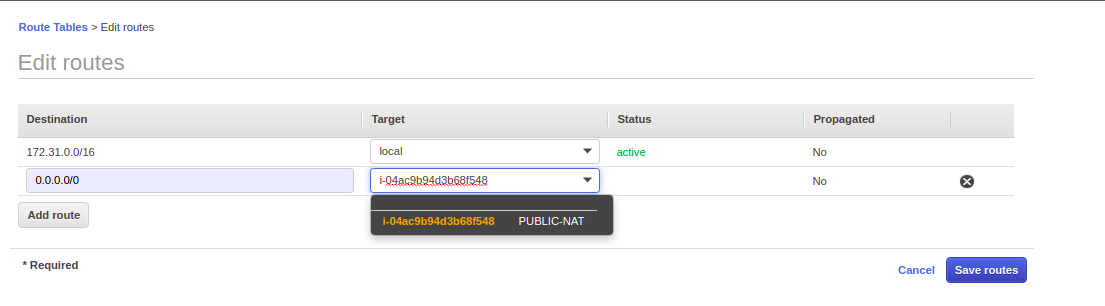 Route Tables > Edit routes
Edit routes
Destination Target Status Propagated
172.31.0.0/16 local active No
0.0.0.0/0 i-04ac9b94d3b68f548 No
i-04ac9b94d3b68f548 PUBLIC-NAT
Add route
* Required
Cancel Save routes